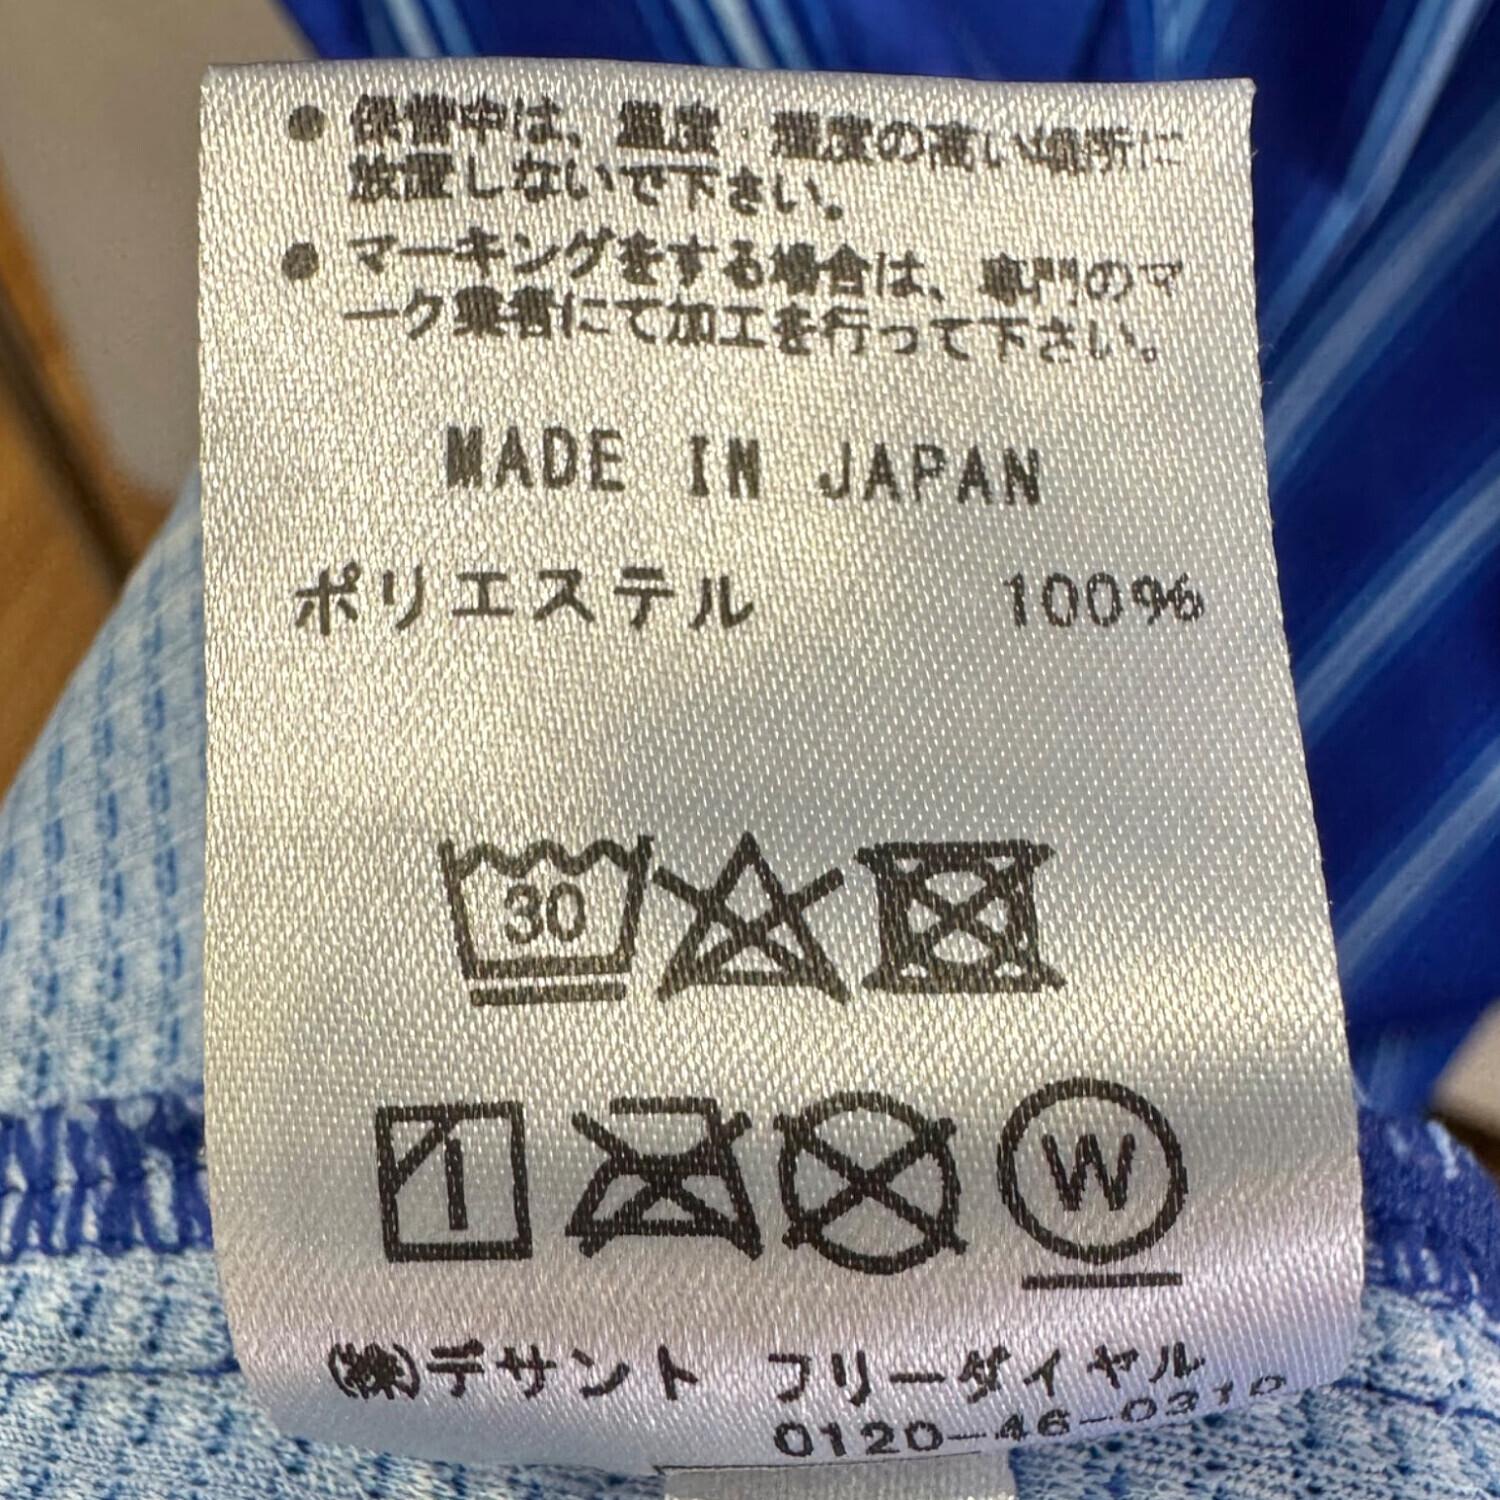 ● 保管中は、温度・湿度の高い場所に
放置しないで下さい。
● マーキングをする場合は、専門のマ
ーク業者にて加工を行って下さい。
MADE IN JAPAN
ポリエステル 100%
30
W
(株)デサント フリーダイヤル
0120-46-0310